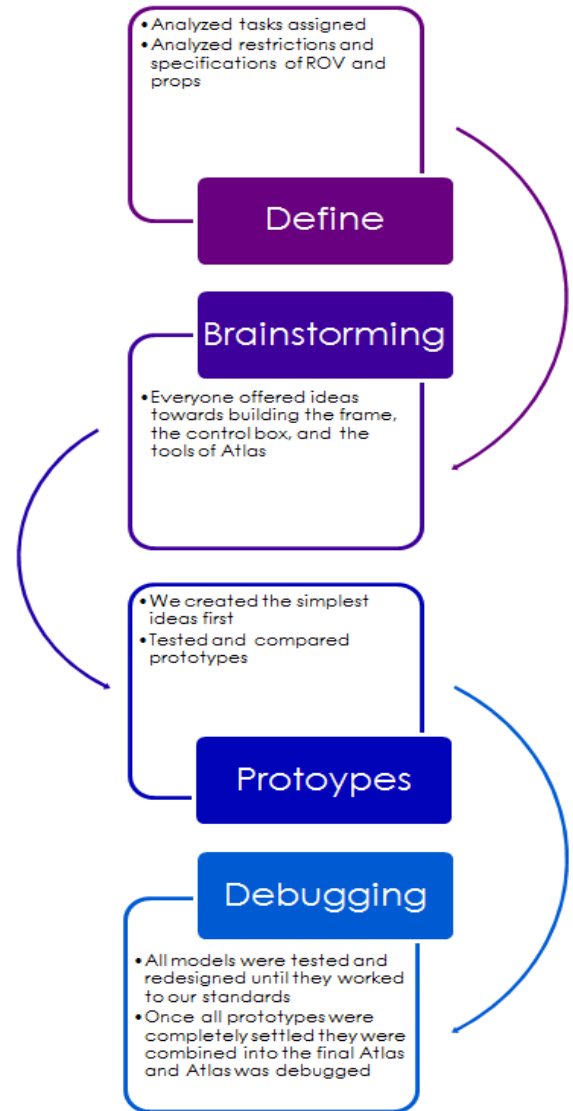 •Analyzed tasks assigned
•Analyzed restrictions and
specifications of ROV and
props
Define
Brainstorming
•Everyone offered ideas
towards building the frame,
the control box, and the
tools of Atlas
•We created the simplest
ideas first
•Tested and compared
prototypes
Protoypes
Debugging
•All models were tested and
redesigned until they worked
to our standards
•Once all prototypes were
completely settled they were
combined into the final Atlas
and Atlas was debugged